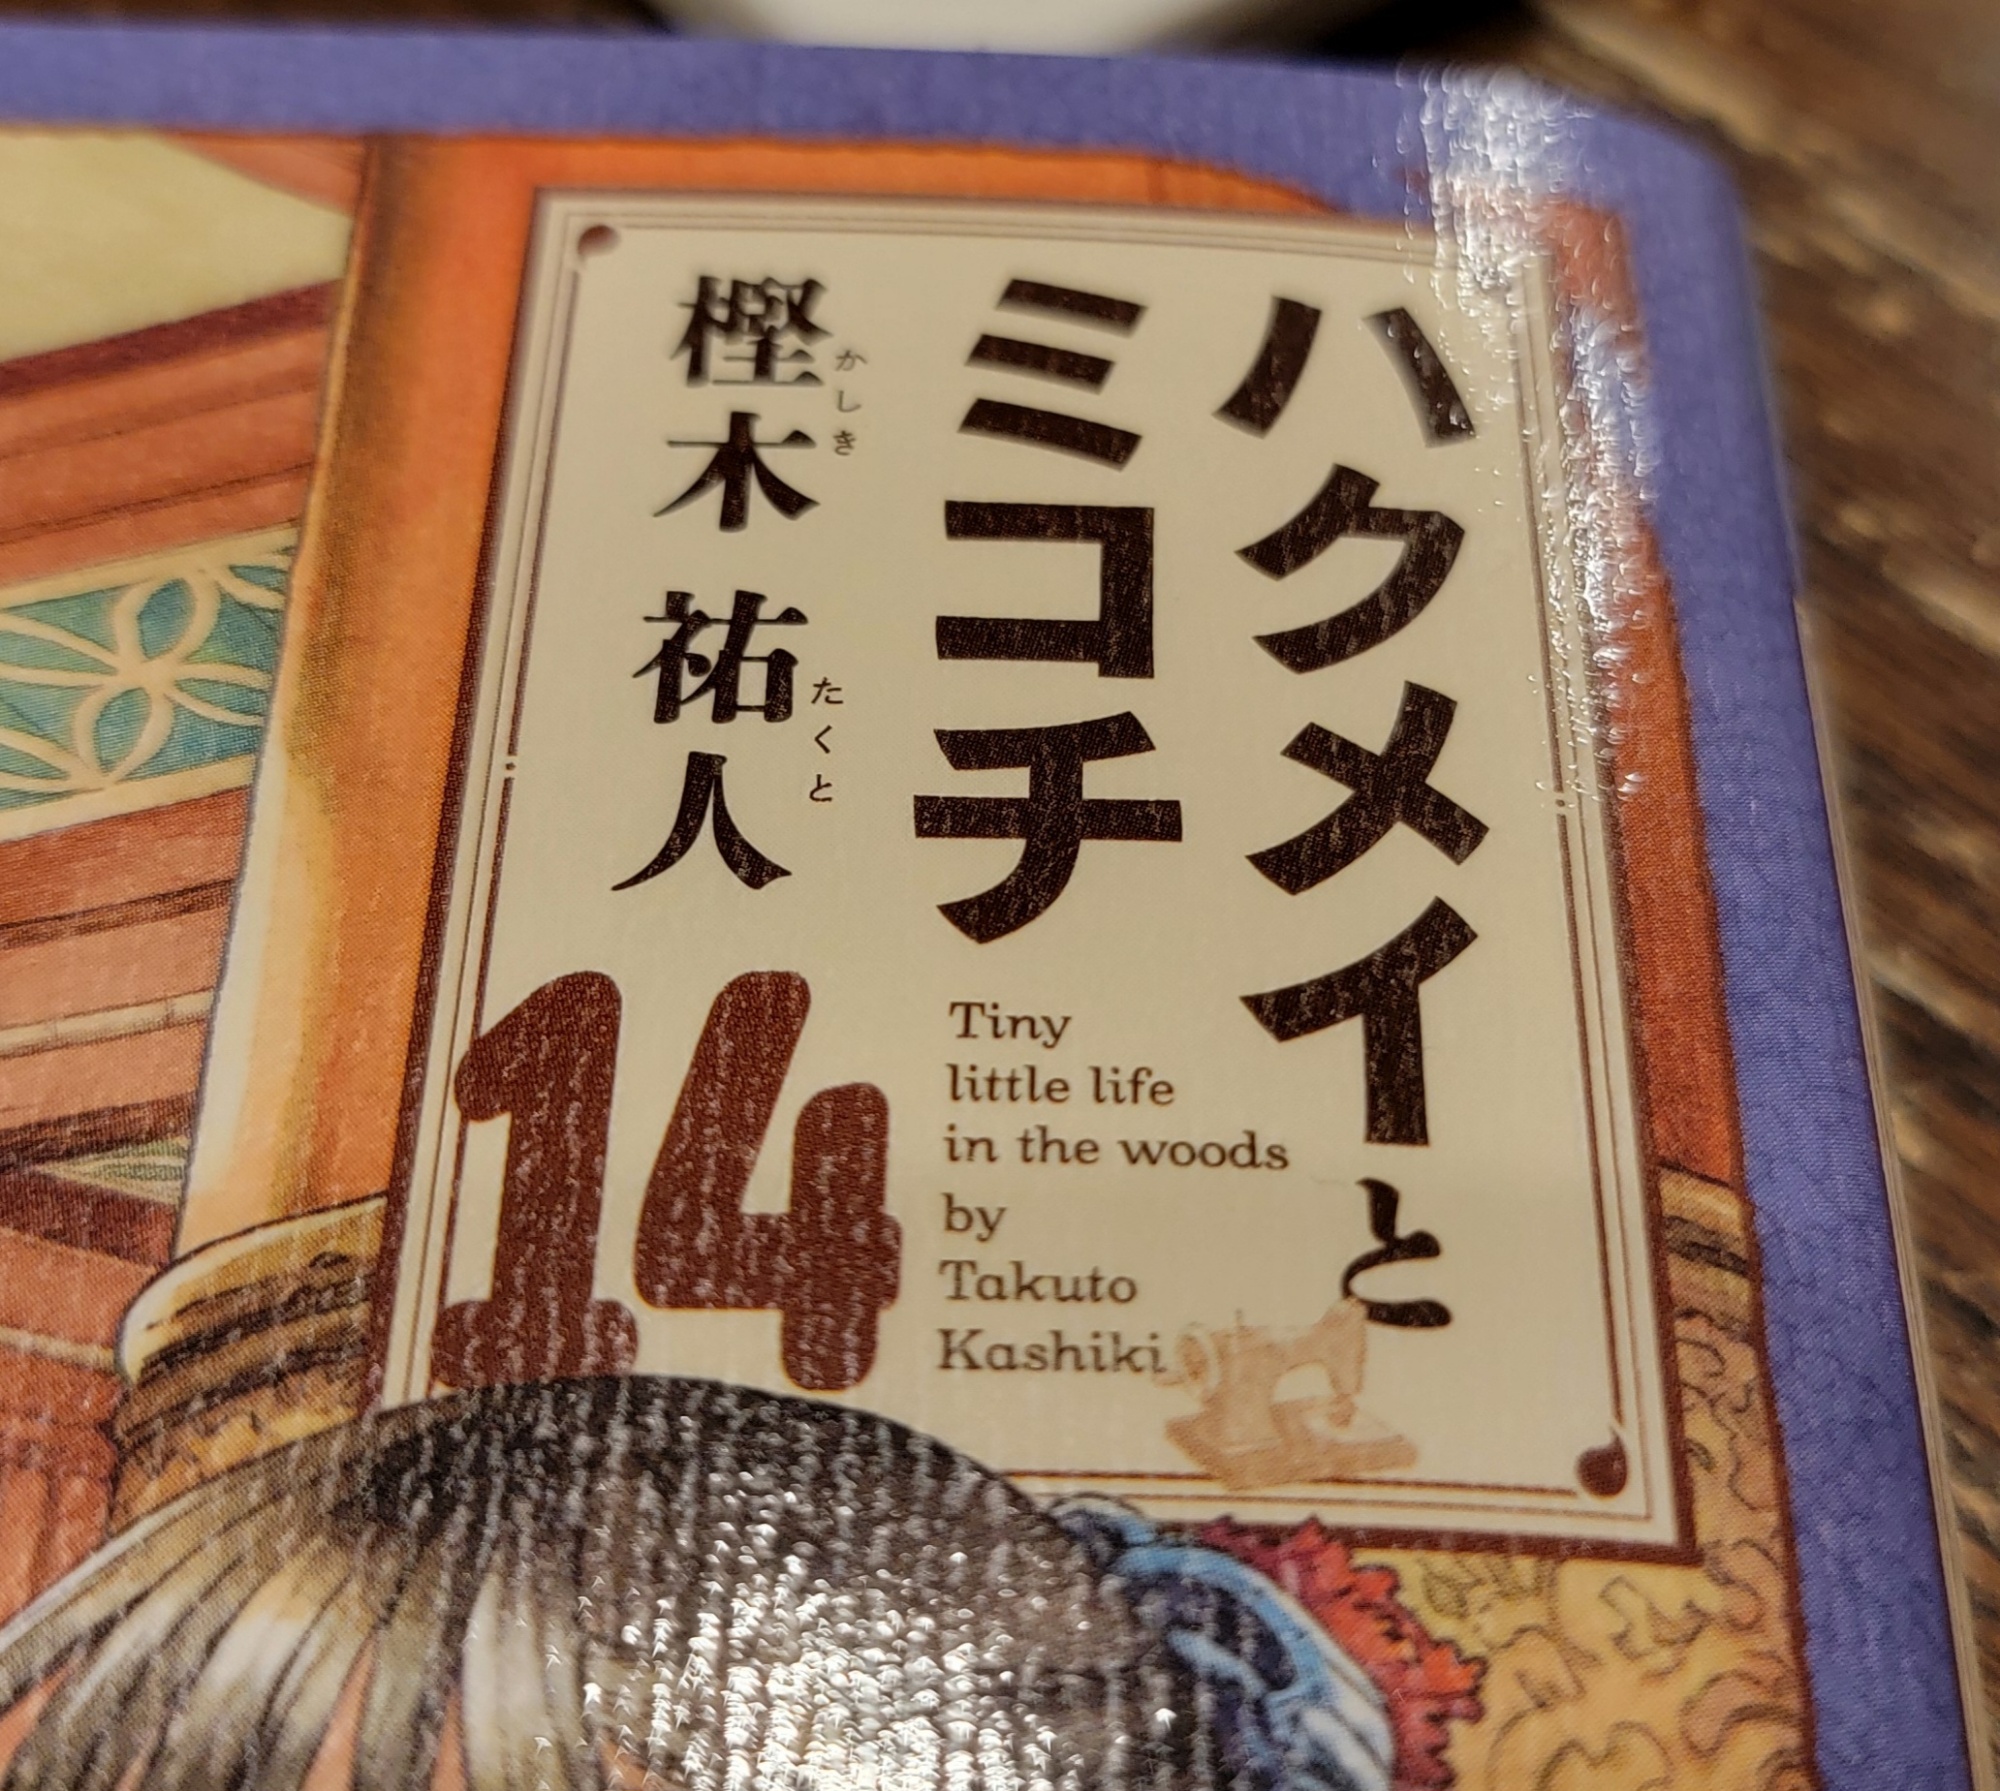 ハクメイと
ミコチ
Tiny
little life
in the woods
by
Takuto
Kashiki
樫木祐人
かしき
たくと
14